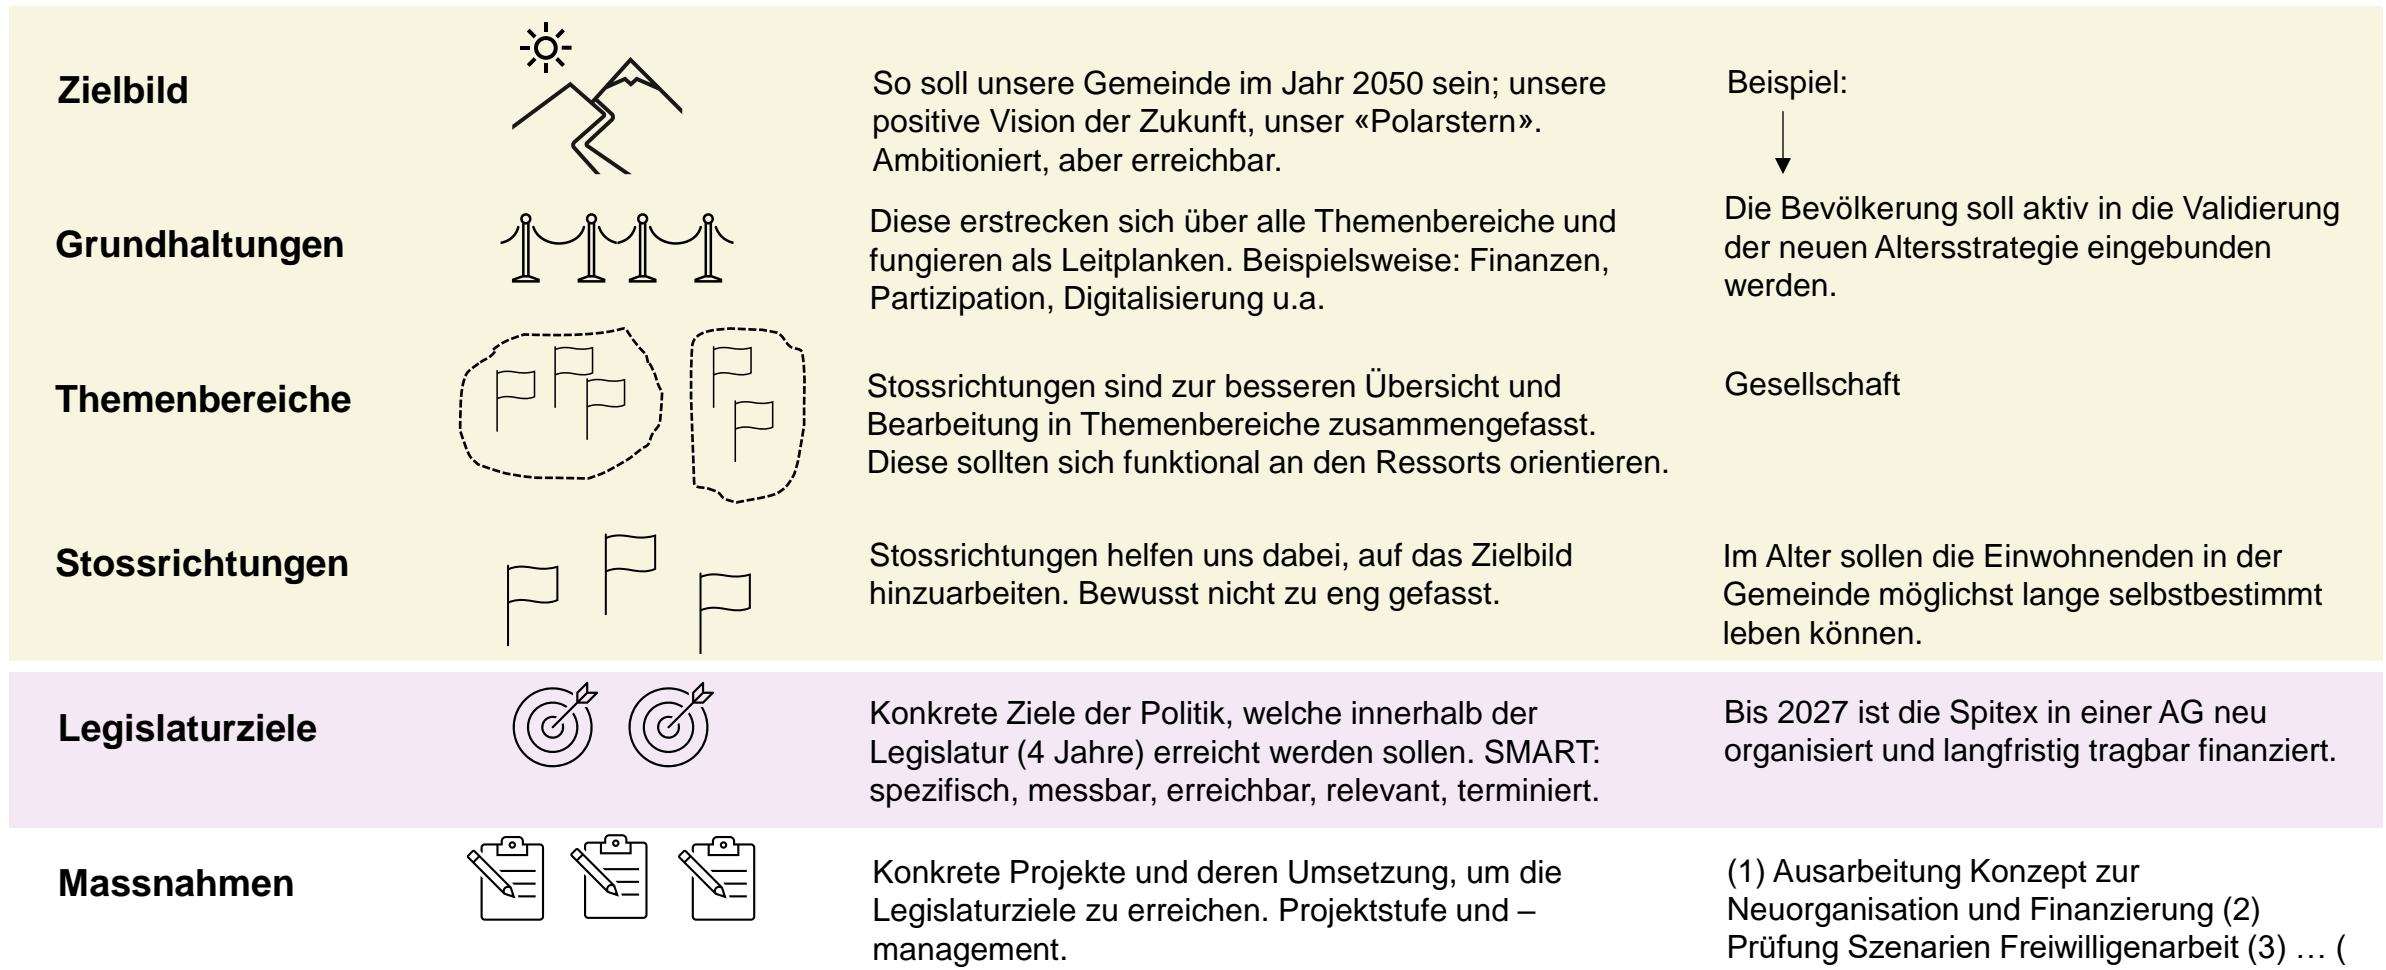 Zielbild
So soll unsere Gemeinde im Jahr 2050 sein; unsere
positive Vision der Zukunft, unser «Polarstern».
Ambitioniert, aber erreichbar.
Beispiel:
Grundhaltungen
Diese erstrecken sich über alle Themenbereiche und
fungieren als Leitplanken. Beispielsweise: Finanzen,
Partizipation, Digitalisierung u.a.
Die Bevölkerung soll aktiv in die Validierung
der neuen Altersstrategie eingebunden
werden.
Themenbereiche
Stossrichtungen sind zur besseren Übersicht und
Bearbeitung in Themenbereiche zusammengefasst.
Diese sollten sich funktional an den Ressorts orientieren.
Gesellschaft
Stossrichtungen
Stossrichtungen helfen uns dabei, auf das Zielbild
hinzuarbeiten. Bewusst nicht zu eng gefasst.
Im Alter sollen die Einwohnenden in der
Gemeinde möglichst lange selbstbestimmt
leben können.
Legislaturziele
Konkrete Ziele der Politik, welche innerhalb der
Legislatur (4 Jahre) erreicht werden sollen. SMART:
spezifisch, messbar, erreichbar, relevant, terminiert.
Bis 2027 ist die Spitex in einer AG neu
organisiert und langfristig tragbar finanziert.
Massnahmen
Konkrete Projekte und deren Umsetzung, um die
Legislaturziele zu erreichen. Projektstufe und –
management.
(1) Ausarbeitung Konzept zur
Neuorganisation und Finanzierung (2)
Prüfung Szenarien Freiwilligenarbeit (3) … (